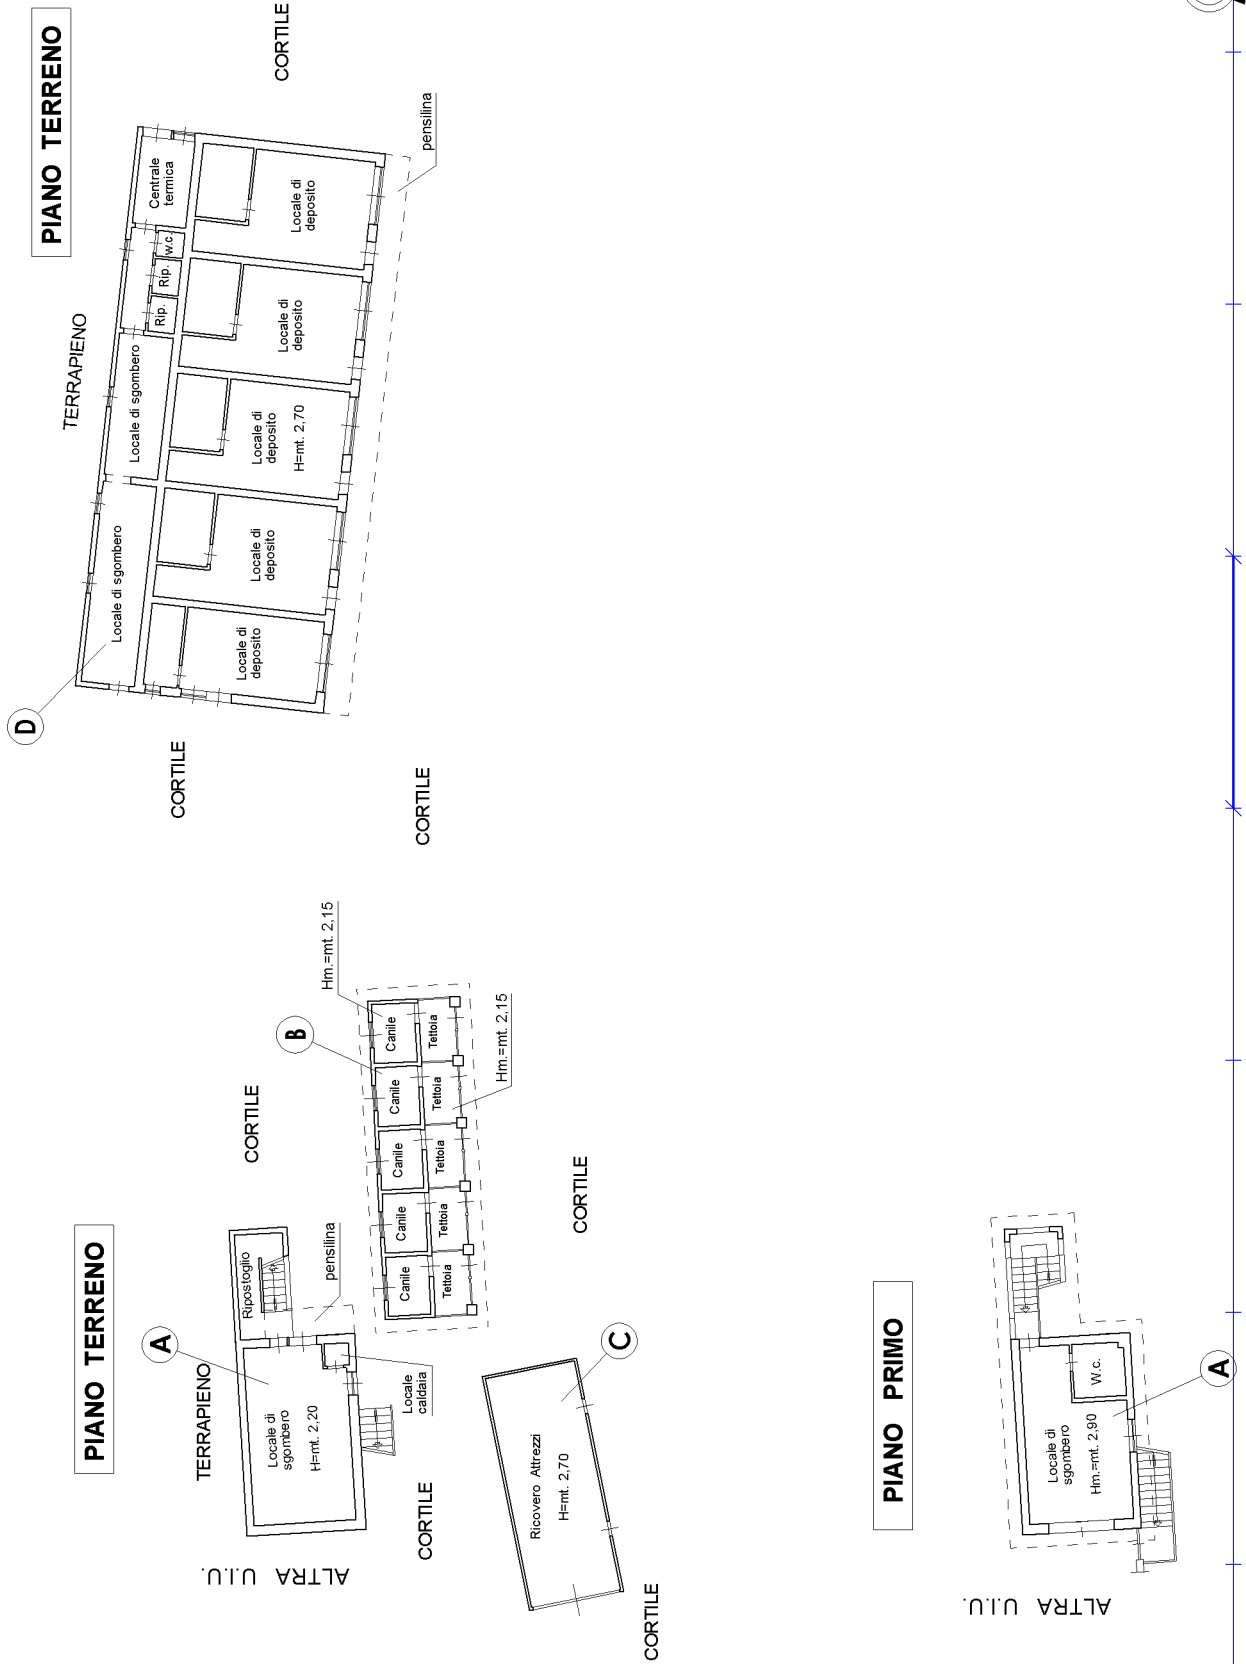 PIANO TERRENO
TERRAPIENO
Ripostoglio
pensilina
A
Locale di
sgombero
H=mt. 2,20
Locale
caldaia
ALTRA U.I.U.
CORTILE
CORTILE
B
Hm.=mt. 2,15
Canile
Canile
Canile
Canile
Canile
Tettoia
Tettoia
Tettoia
Tettoia
Tettoia
Hm.=mt. 2,15
C
Ricovero Attrezzi
H=mt. 2,70
CORTILE
CORTILE
PIANO TERRENO
TERRAPIENO
D
CORTILE
CORTILE
CORTILE
Locale di sgombero
Locale di sgombero
Rip.
Rip.
w.c.
Centrale
termica
Locale di
deposito
Locale di
deposito
Locale di
deposito
H=mt. 2,70
Locale di
deposito
Locale di
deposito
pensilina
PIANO PRIMO
Locale di
sgombero
Hm.=mt. 2,90
W.c.
A
ALTRA U.I.U.